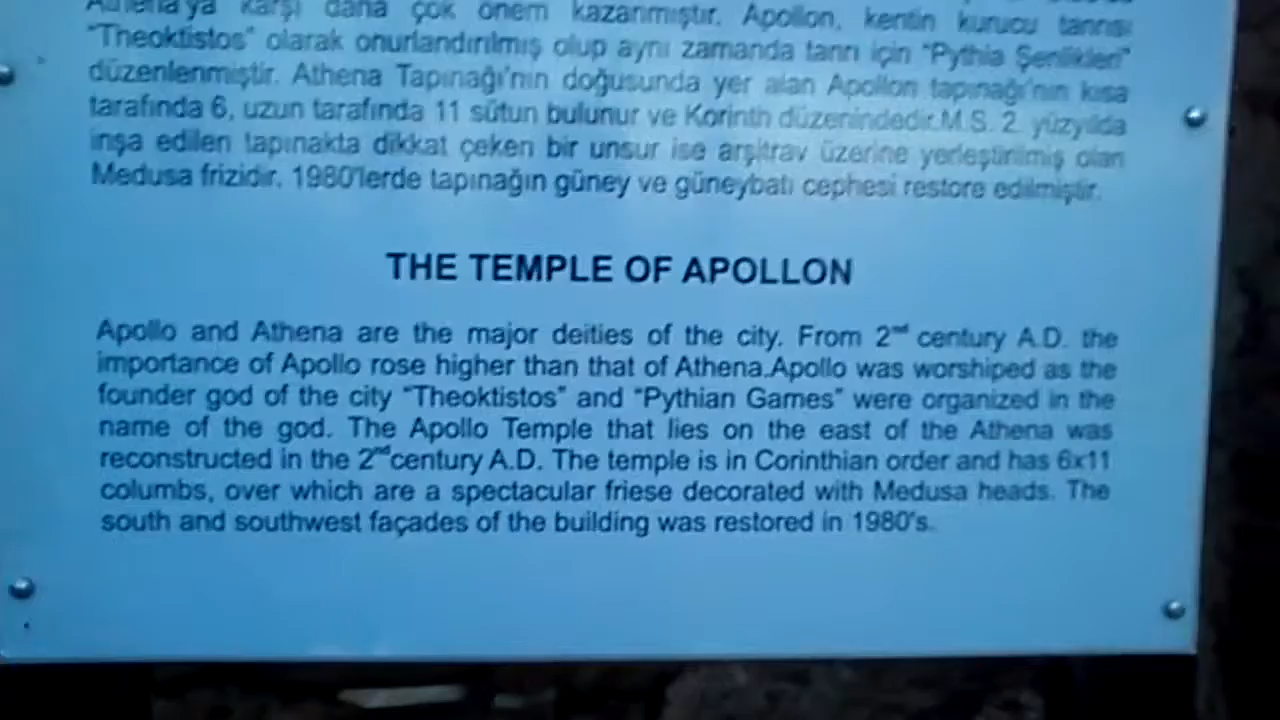 Athena'ya karşı daha çok önem kazanmıştır. Apollon, kentin kurucu tanrısı
"Theoktistos" olarak onurlandırılmış olup aynı zamanda tanrı için "Pythia Şenlikleri"
düzenlenmiştir. Athena Tapınağı'nın doğusunda yer alan Apollon tapınağı'nın kısa
tarafında 6, uzun tarafında 11 sütun bulunur ve Korinth düzenindedir.M.S. 2. yüzyılda
inşa edilen tapınakta dikkat çeken bir unsur ise arşitrav üzerine yerleştirilmiş olan
Medusa frizidir. 1980'lerde tapınağın güney ve güneybatı cephesi restore edilmiştir.
THE TEMPLE OF APOLLON
Apollo and Athena are the major deities of the city. From 2nd century A.D. the
importance of Apollo rose higher than that of Athena.Apollo was worshiped as the
founder god of the city "Theoktistos" and "Pythian Games" were organized in the
name of the god. The Apollo Temple that lies on the east of the Athena was
reconstructed in the 2nd century A.D. The temple is in Corinthian order and has 6x11
columbs, over which are a spectacular friese decorated with Medusa heads. The
south and southwest façades of the building was restored in 1980's.